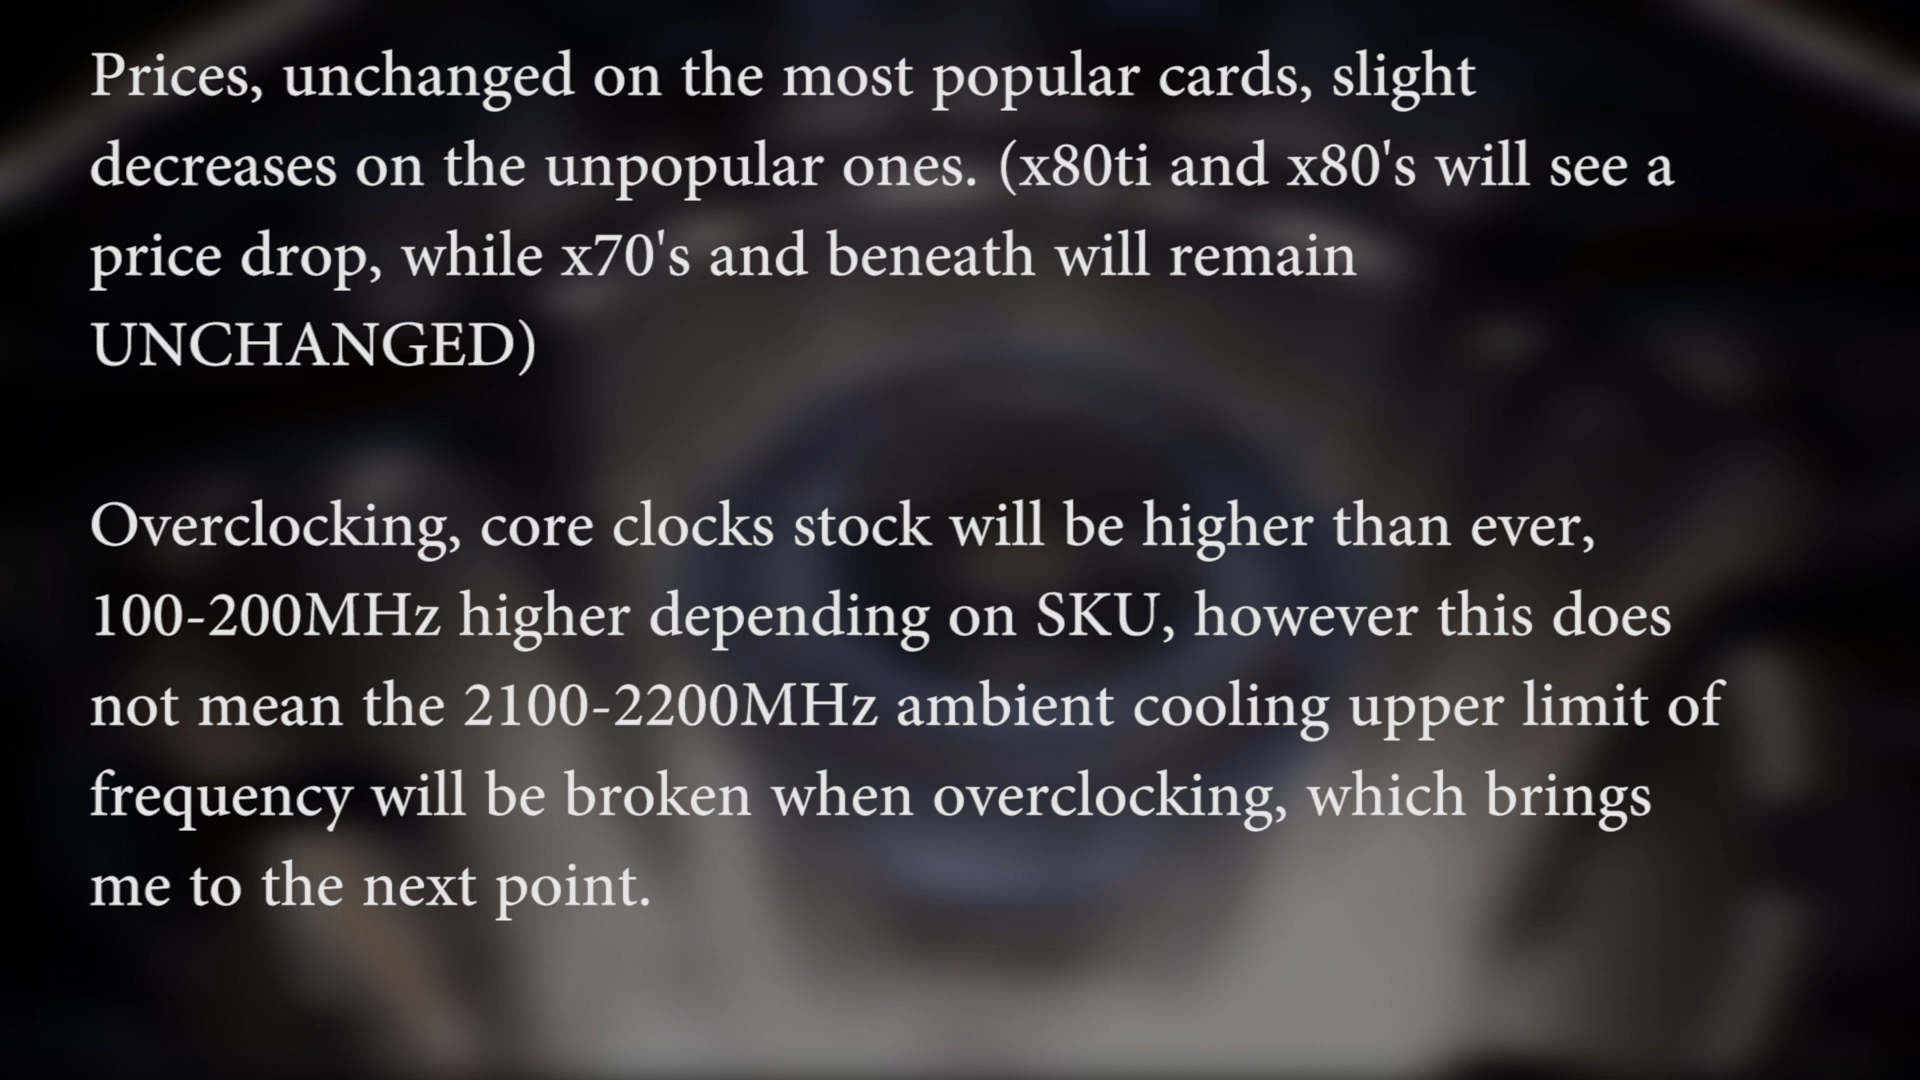 Prices, unchanged on the most popular cards, slight
decreases on the unpopular ones. (x80ti and x80's will see a
price drop, while x70's and beneath will remain
UNCHANGED)
Overclocking, core clocks stock will be higher than ever,
100-200MHz higher depending on SKU, however this does
not mean the 2100-2200MHz ambient cooling upper limit of
frequency will be broken when overclocking, which brings
me to the next point.